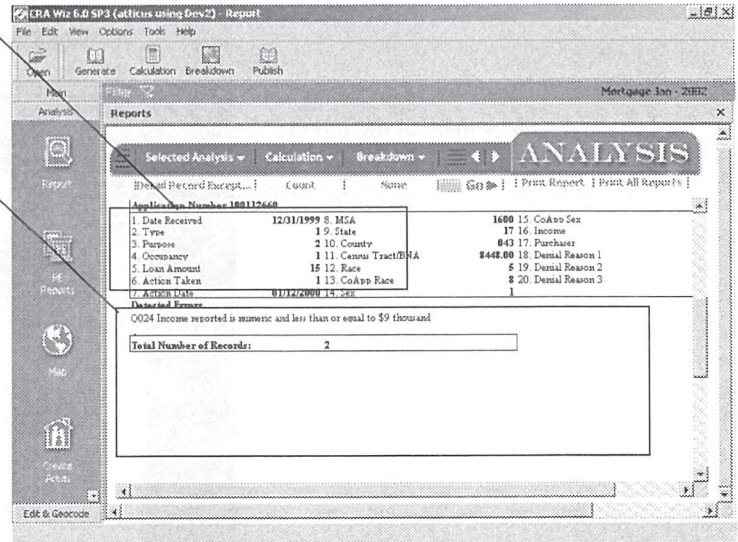 CRA Wiz 6.0 SP3 (atticus using Dev2) - Report
File Edit View Options Tools Help
Open Generate Calculation Breakdown Publish
Main Filter Mortgage Jan - 2002
Analysis Reports
Selected Analysis Calculation Breakdown ANALYSIS
Report [Detail Record Except...] Count None Go Print Report Print All Reports
Application Number 100112660
1. Date Received 12/31/1999 8. MSA 1600 15. CoApp Sex
2. Type 1 9. State 17 16. Income
3. Purpose 2 10. County 043 17. Purchaser
4. Occupancy 1 11. Census Tract/BNA 8448.00 18. Denial Reason 1
5. Loan Amount 15 12. Race 5 19. Denial Reason 2
6. Action Taken 1 13. CoApp Race 8 20. Denial Reason 3
7. Action Date 01/12/2000 14. Sex 1
Detected Errors
Q024 Income reported is numeric and less than or equal to $9 thousand
Total Number of Records: 2
Reports
Map
Create
Edit & Geocode